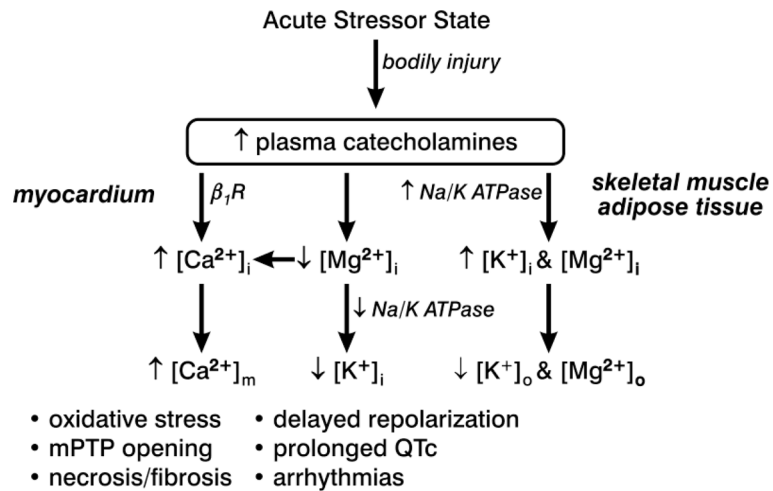 Acute Stressor State
bodily injury
↑ plasma catecholamines
myocardium
β₁R
↑ Na/K ATPase
skeletal muscle
adipose tissue
↑ [Ca²⁺]ᵢ
↓ [Mg²⁺]ᵢ
↑ [K⁺]ᵢ & [Mg²⁺]ᵢ
↓ Na/K ATPase
↑ [Ca²⁺]ₘ
↓ [K⁺]ᵢ
↓ [K⁺]ₒ & [Mg²⁺]ₒ
• oxidative stress
• mPTP opening
• necrosis/fibrosis
• delayed repolarization
• prolonged QTc
• arrhythmias